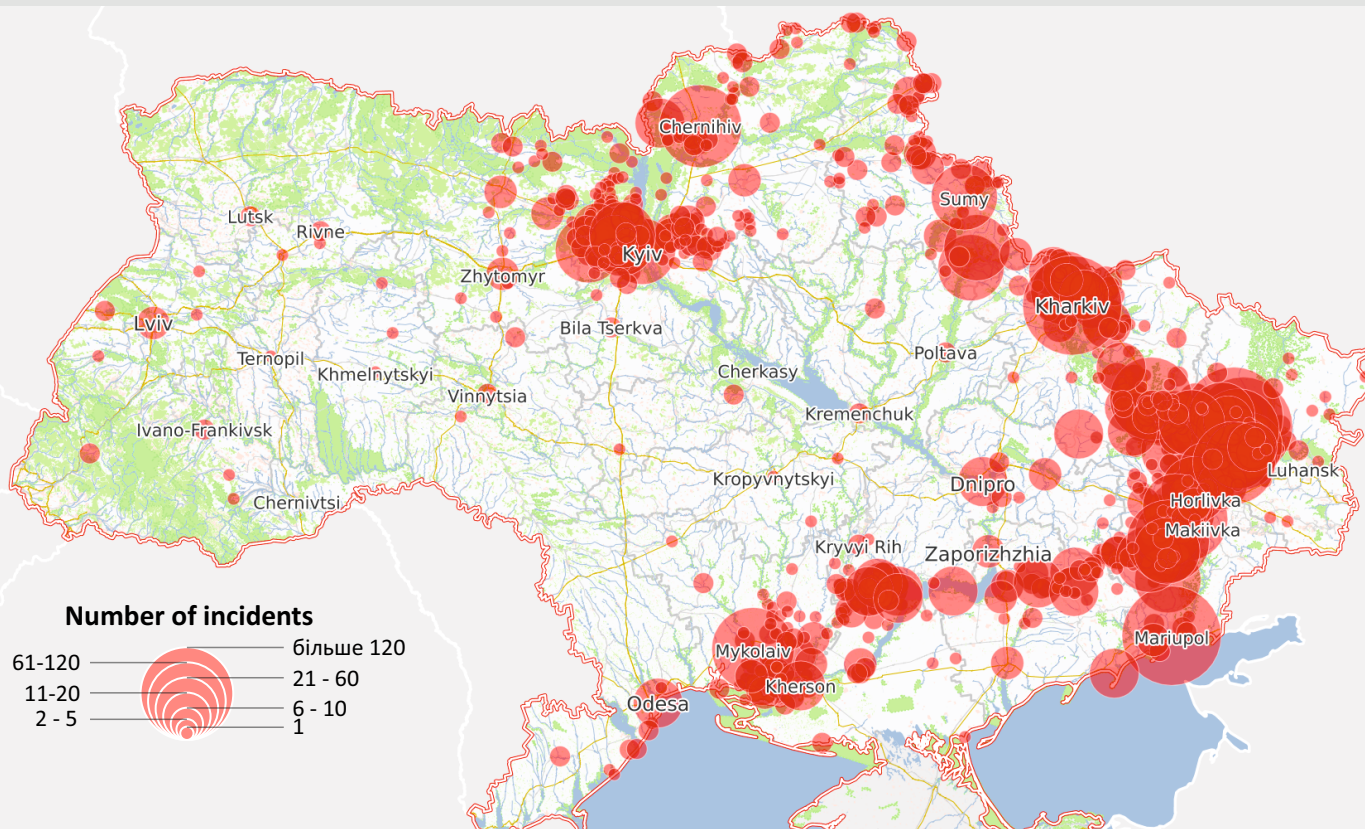 Chernihiv
Sumy
Lutsk
Rivne
Kyiv
Zhytomyr
Kharkiv
Lviv
Bila Tserkva
Poltava
Ternopil
Khmelnytskyi
Cherkasy
Vinnytsia
Kremenchuk
Ivano-Frankivsk
Luhansk
Kropyvnytskyi
Dnipro
Chernivtsi
Horlivka
Makiivka
Kryvyi Rih
Zaporizhzhia
Number of incidents
більше 120
61-120
21 - 60
11-20
6 - 10
2 - 5
1
Mariupol
Mykolaiv
Kherson
Odesa